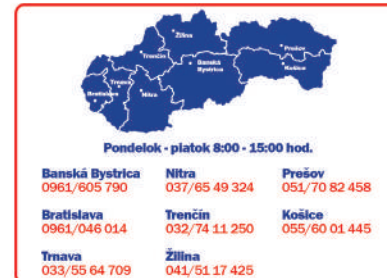 Žilina
Prešov
Trenčín
Banská
Bystrica
Košice
Trnava
Bratislava
Nitra
Pondelok - piatok 8:00 - 15:00 hod.
Banská Bystrica
0961/605 790
Nitra
037/65 49 324
Prešov
051/70 82 458
Bratislava
0961/046 014
Trenčín
032/74 11 250
Košice
055/60 01 445
Trnava
033/55 64 709
Žilina
041/51 17 425